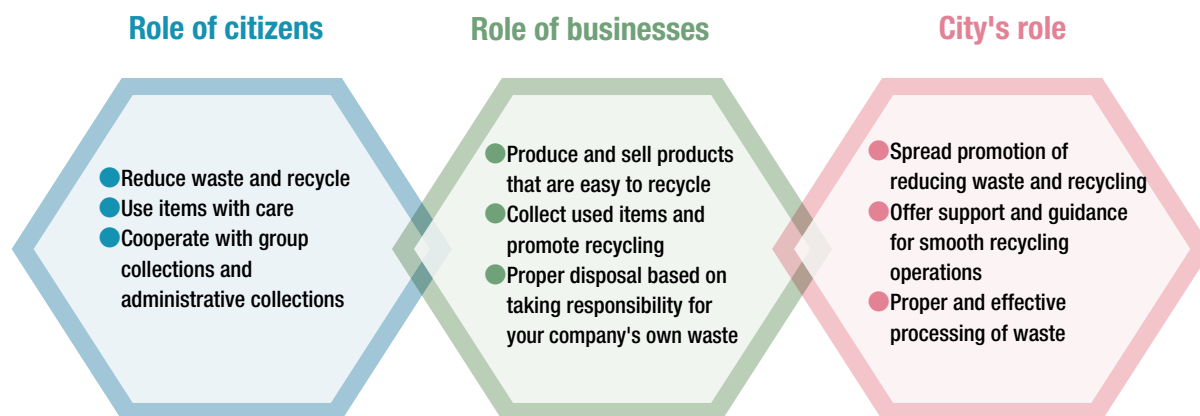 Role of citizens
●Reduce waste and recycle
●Use items with care
●Cooperate with group
collections and
administrative collections
Role of businesses
●Produce and sell products
that are easy to recycle
●Collect used items and
promote recycling
●Proper disposal based on
taking responsibility for
your company's own waste
City's role
●Spread promotion of
reducing waste and recycling
●Offer support and guidance
for smooth recycling
operations
●Proper and effective
processing of waste